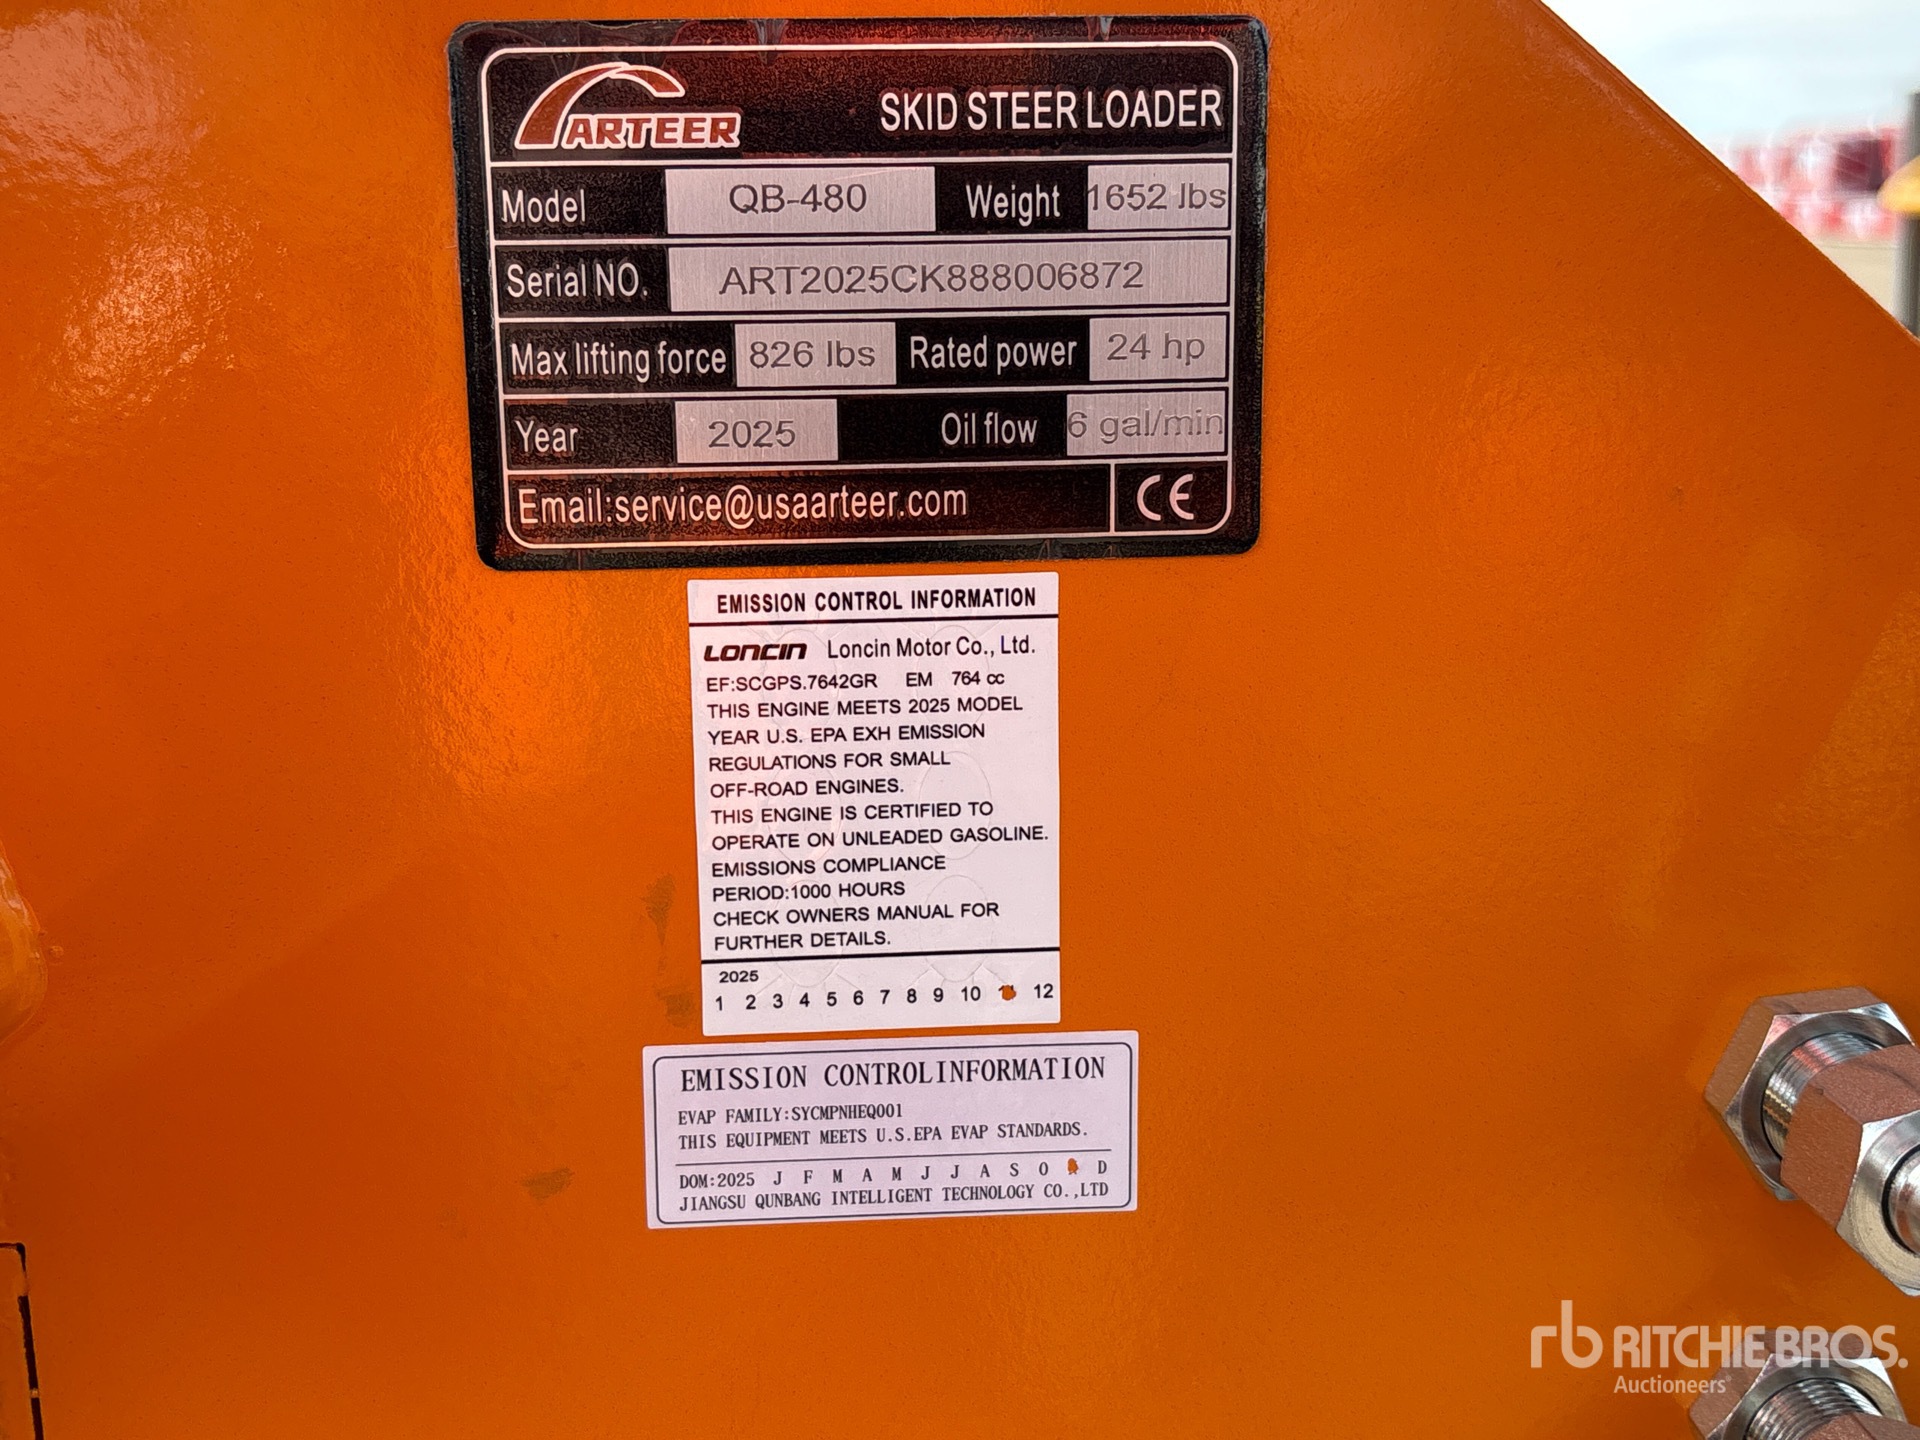 ARTEER SKID STEER LOADER
Model QB-480 Weight 1652 lbs
Serial NO. ART2025CK888006872
Max lifting force 826 lbs Rated power 24 hp
Year 2025 Oil flow 6 gal/min
Email:service@usaarteer.com CE
EMISSION CONTROL INFORMATION
LONCIN Loncin Motor Co., Ltd.
EF:SCGPS.7642GR EM 764 cc
THIS ENGINE MEETS 2025 MODEL
YEAR U.S. EPA EXH EMISSION
REGULATIONS FOR SMALL
OFF-ROAD ENGINES.
THIS ENGINE IS CERTIFIED TO
OPERATE ON UNLEADED GASOLINE.
EMISSIONS COMPLIANCE
PERIOD:1000 HOURS
CHECK OWNERS MANUAL FOR
FURTHER DETAILS.
2025
1 2 3 4 5 6 7 8 9 10 12
EMISSION CONTROLINFORMATION
EVAP FAMILY:SYCMPNHEQ001
THIS EQUIPMENT MEETS U.S.EPA EVAP STANDARDS.
DOM:2025 J F M A M J J A S O D
JIANGSU QUNBANG INTELLIGENT TECHNOLOGY CO.,LTD
rb RITCHIE BROS.
Auctioneers